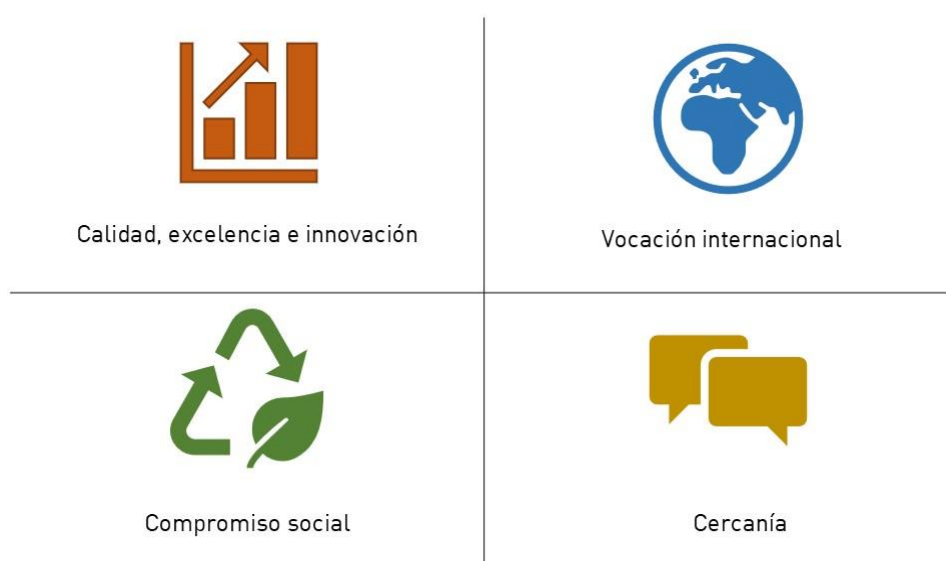 Calidad, excelencia e innovación
Vocación internacional
Compromiso social
Cercanía